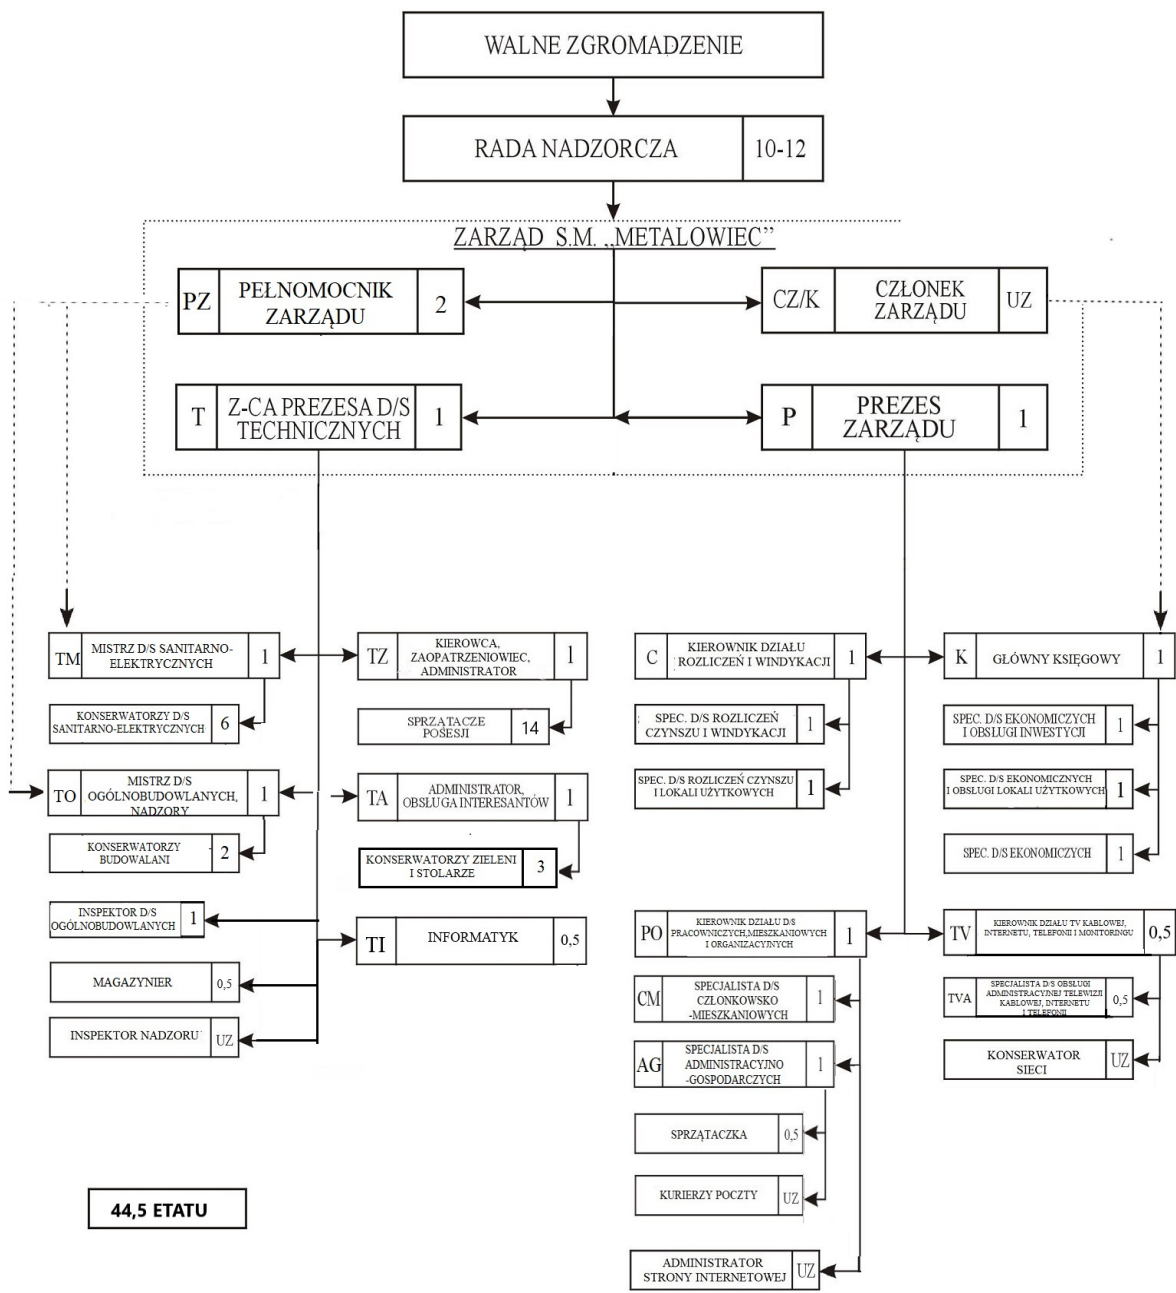 WALNE ZGROMADZENIE
RADA NADZORCZA 10-12
ZARZĄD S.M. „METALOWIEC”
PZ PEŁNOMOCNIK
ZARZĄDU 2
CZ/K CZŁONEK
ZARZĄDU UZ
T Z-CA PREZESA D/S
TECHNICZNYCH 1
P PREZES
ZARZĄDU 1
TM MISTRZ D/S SANITARNO-
ELEKTRYCZNYCH 1
KONSERWATORZY D/S
SANITARNO-ELEKTRYCZNYCH 6
TO MISTRZ D/S
OGÓLNOBUDOWLANYCH,
NADZORY 1
KONSERWATORZY
BUDOWALANI 2
INSPEKTOR D/S
OGÓLNOBUDOWLANYCH 1
MAGAZYNIER 0,5
INSPEKTOR NADZORU UZ
TZ KIEROWCA,
ZAOPATRZENIOWIEC,
ADMINISTRATOR 1
SPRZĄTACZE
POSESJI 14
TA ADMINISTRATOR,
OBSŁUGA INTERESANTÓW 1
KONSERWATORZY ZIELENI
I STOLARZE 3
TI INFORMATYK 0,5
C KIEROWNIK DZIAŁU
ROZLICZEŃ I WINDYKACJI 1
SPEC. D/S ROZLICZEŃ
CZYNSZU I WINDYKACJI 1
SPEC. D/S ROZLICZEŃ CZYNSZU
I LOKALI UŻYTKOWYCH 1
K GŁÓWNY KSIĘGOWY 1
SPEC. D/S EKONOMICZYCH
I OBSŁUGI INWESTYCJI 1
SPEC. D/S EKONOMICZNYCH
I OBSŁUGI LOKALI UŻYTKOWYCH 1
SPEC. D/S EKONOMICZYCH 1
PO KIEROWNIK DZIAŁU D/S
PRACOWNICZYCH,MIESZKANIOWYCH
I ORGANIZACYJNYCH 1
CM SPECJALISTA D/S
CZŁONKOWSKO
-MIESZKANIOWYCH 1
AG SPECJALISTA D/S
ADMINISTRACYJNO
-GOSPODARCZYCH 1
SPRZĄTACZKA 0,5
KURIERZY POCZTY UZ
ADMINISTRATOR
STRONY INTERNETOWEJ UZ
TV KIEROWNIK DZIAŁU TV KABLOWEJ,
INTERNETU, TELEFONII I MONITORINGU 0,5
TVA SPECJALISTA D/S OBSŁUGI
ADMINISTRACYJNEJ TELEWIZJI
KABLOWEJ, INTERNETU
I TELEFONII 0,5
KONSERWATOR
SIECI UZ
44,5 ETATU